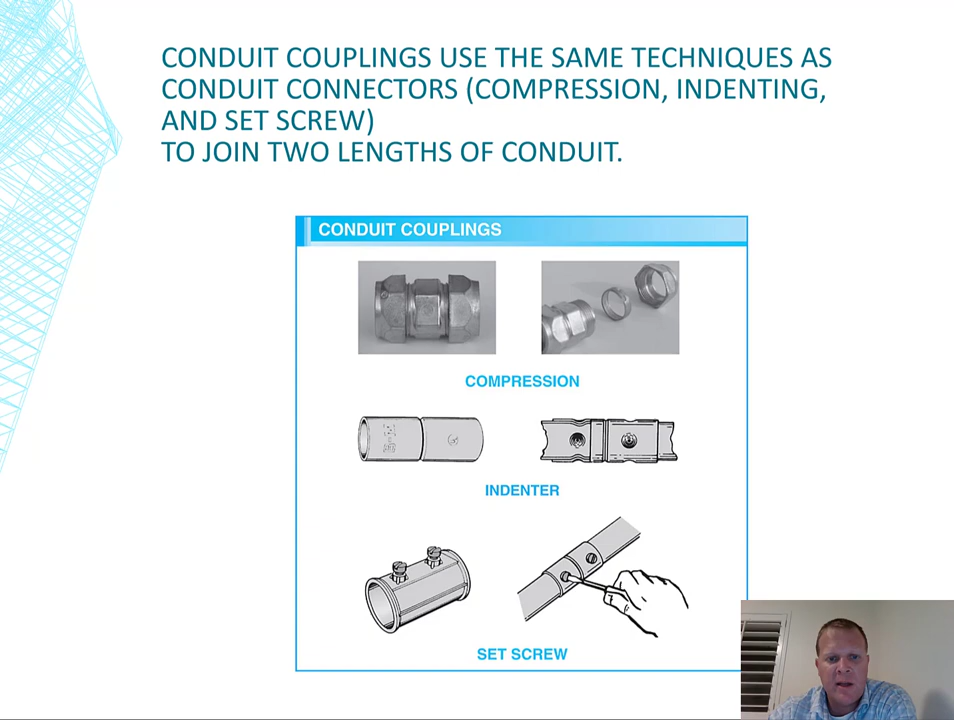 CONDUIT COUPLINGS USE THE SAME TECHNIQUES AS
CONDUIT CONNECTORS (COMPRESSION, INDENTING,
AND SET SCREW)
TO JOIN TWO LENGTHS OF CONDUIT.
CONDUIT COUPLINGS
COMPRESSION
INDENTER
SET SCREW